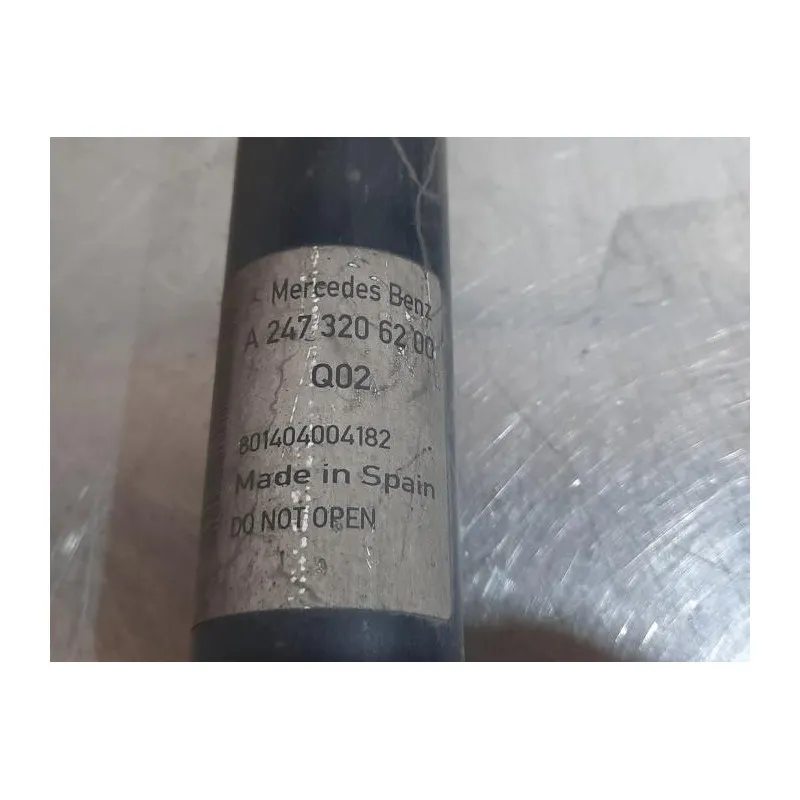 Mercedes Benz
A 247 320 62 00
Q02
801404004182
Made in Spain
DO NOT OPEN